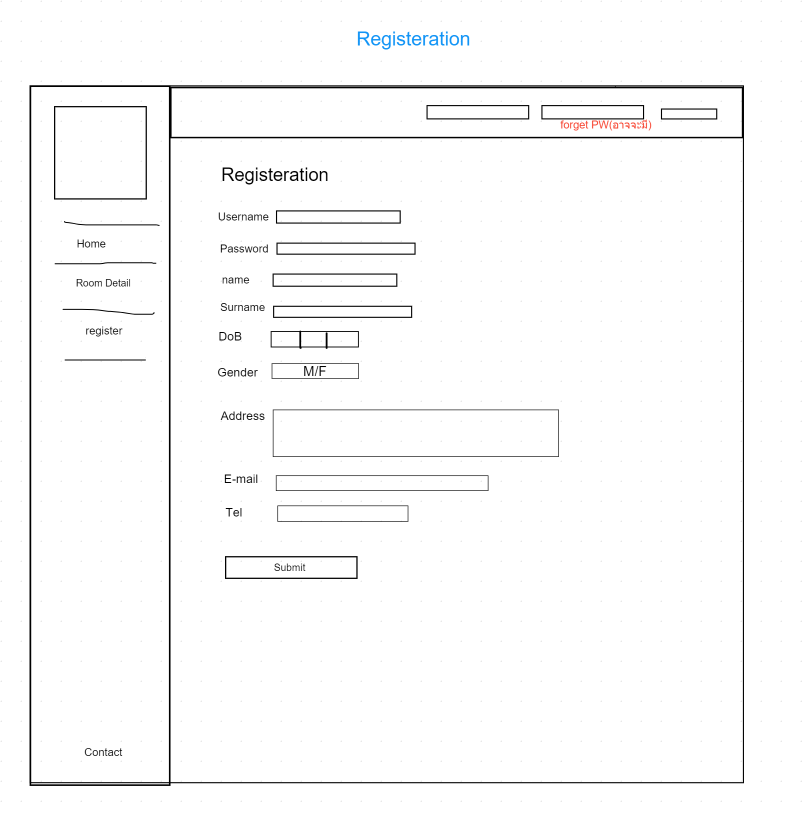 Registeration
forget PW(อาจจะมี)
Home
Room Detail
register
Contact
Registeration
Username
Password
name
Surname
DoB
Gender M/F
Address
E-mail
Tel
Submit